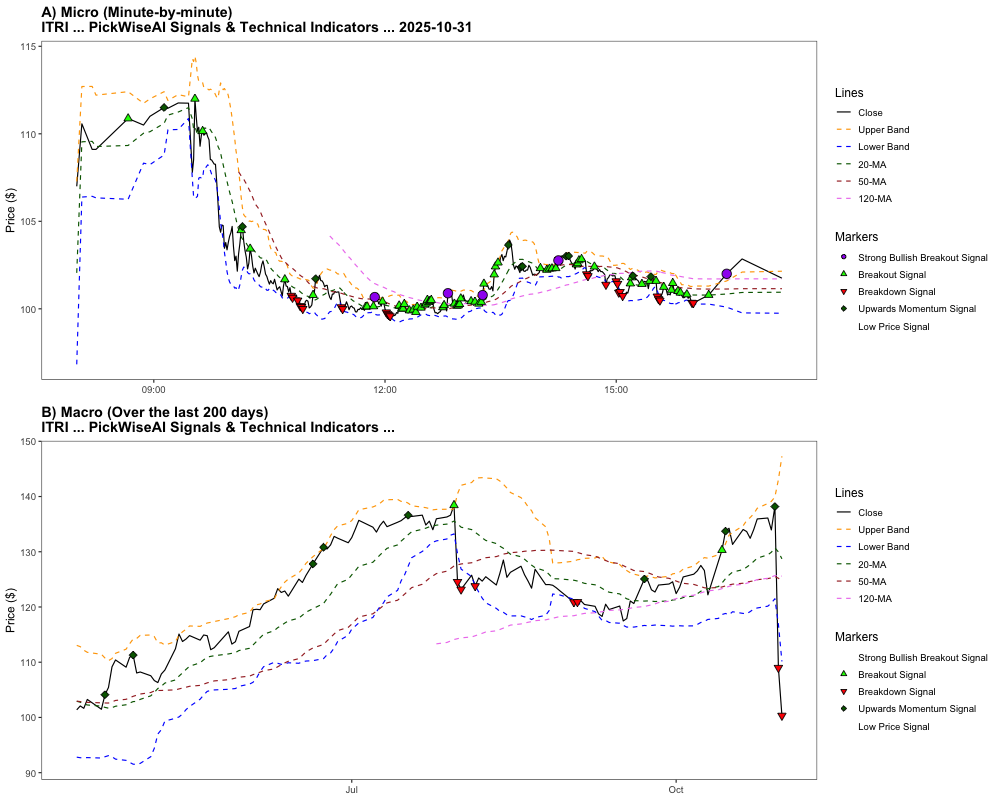 A) Micro (Minute-by-minute)
ITRI ... PickWiseAI Signals & Technical Indicators ... 2025-10-31
Price ($)
115
110
105
100
09:00
12:00
15:00
Lines
Close
Upper Band
Lower Band
20-MA
50-MA
120-MA
Markers
Strong Bullish Breakout Signal
Breakout Signal
Breakdown Signal
Upwards Momentum Signal
Low Price Signal
B) Macro (Over the last 200 days)
ITRI ... PickWiseAI Signals & Technical Indicators ...
Price ($)
150
140
130
120
110
100
90
Jul
Oct
Lines
Close
Upper Band
Lower Band
20-MA
50-MA
120-MA
Markers
Strong Bullish Breakout Signal
Breakout Signal
Breakdown Signal
Upwards Momentum Signal
Low Price Signal